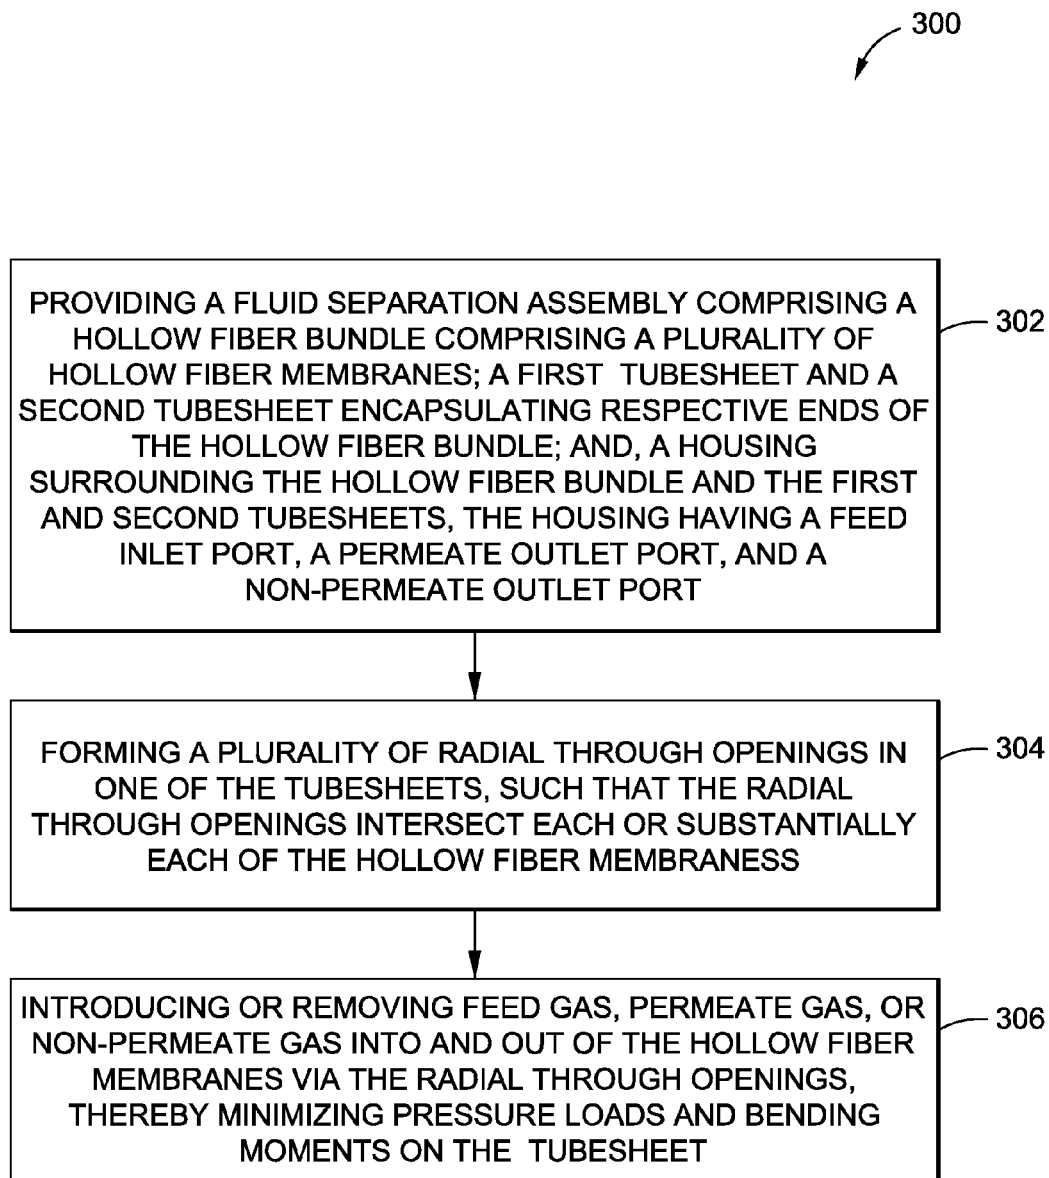 300
PROVIDING A FLUID SEPARATION ASSEMBLY COMPRISING A
HOLLOW FIBER BUNDLE COMPRISING A PLURALITY OF
HOLLOW FIBER MEMBRANES; A FIRST TUBESHEET AND A
SECOND TUBESHEET ENCAPSULATING RESPECTIVE ENDS OF
THE HOLLOW FIBER BUNDLE; AND, A HOUSING
SURROUNDING THE HOLLOW FIBER BUNDLE AND THE FIRST
AND SECOND TUBESHEETS, THE HOUSING HAVING A FEED
INLET PORT, A PERMEATE OUTLET PORT, AND A
NON-PERMEATE OUTLET PORT
302
FORMING A PLURALITY OF RADIAL THROUGH OPENINGS IN
ONE OF THE TUBESHEETS, SUCH THAT THE RADIAL
THROUGH OPENINGS INTERSECT EACH OR SUBSTANTIALLY
EACH OF THE HOLLOW FIBER MEMBRANESS
304
INTRODUCING OR REMOVING FEED GAS, PERMEATE GAS, OR
NON-PERMEATE GAS INTO AND OUT OF THE HOLLOW FIBER
MEMBRANES VIA THE RADIAL THROUGH OPENINGS,
THEREBY MINIMIZING PRESSURE LOADS AND BENDING
MOMENTS ON THE TUBESHEET
306